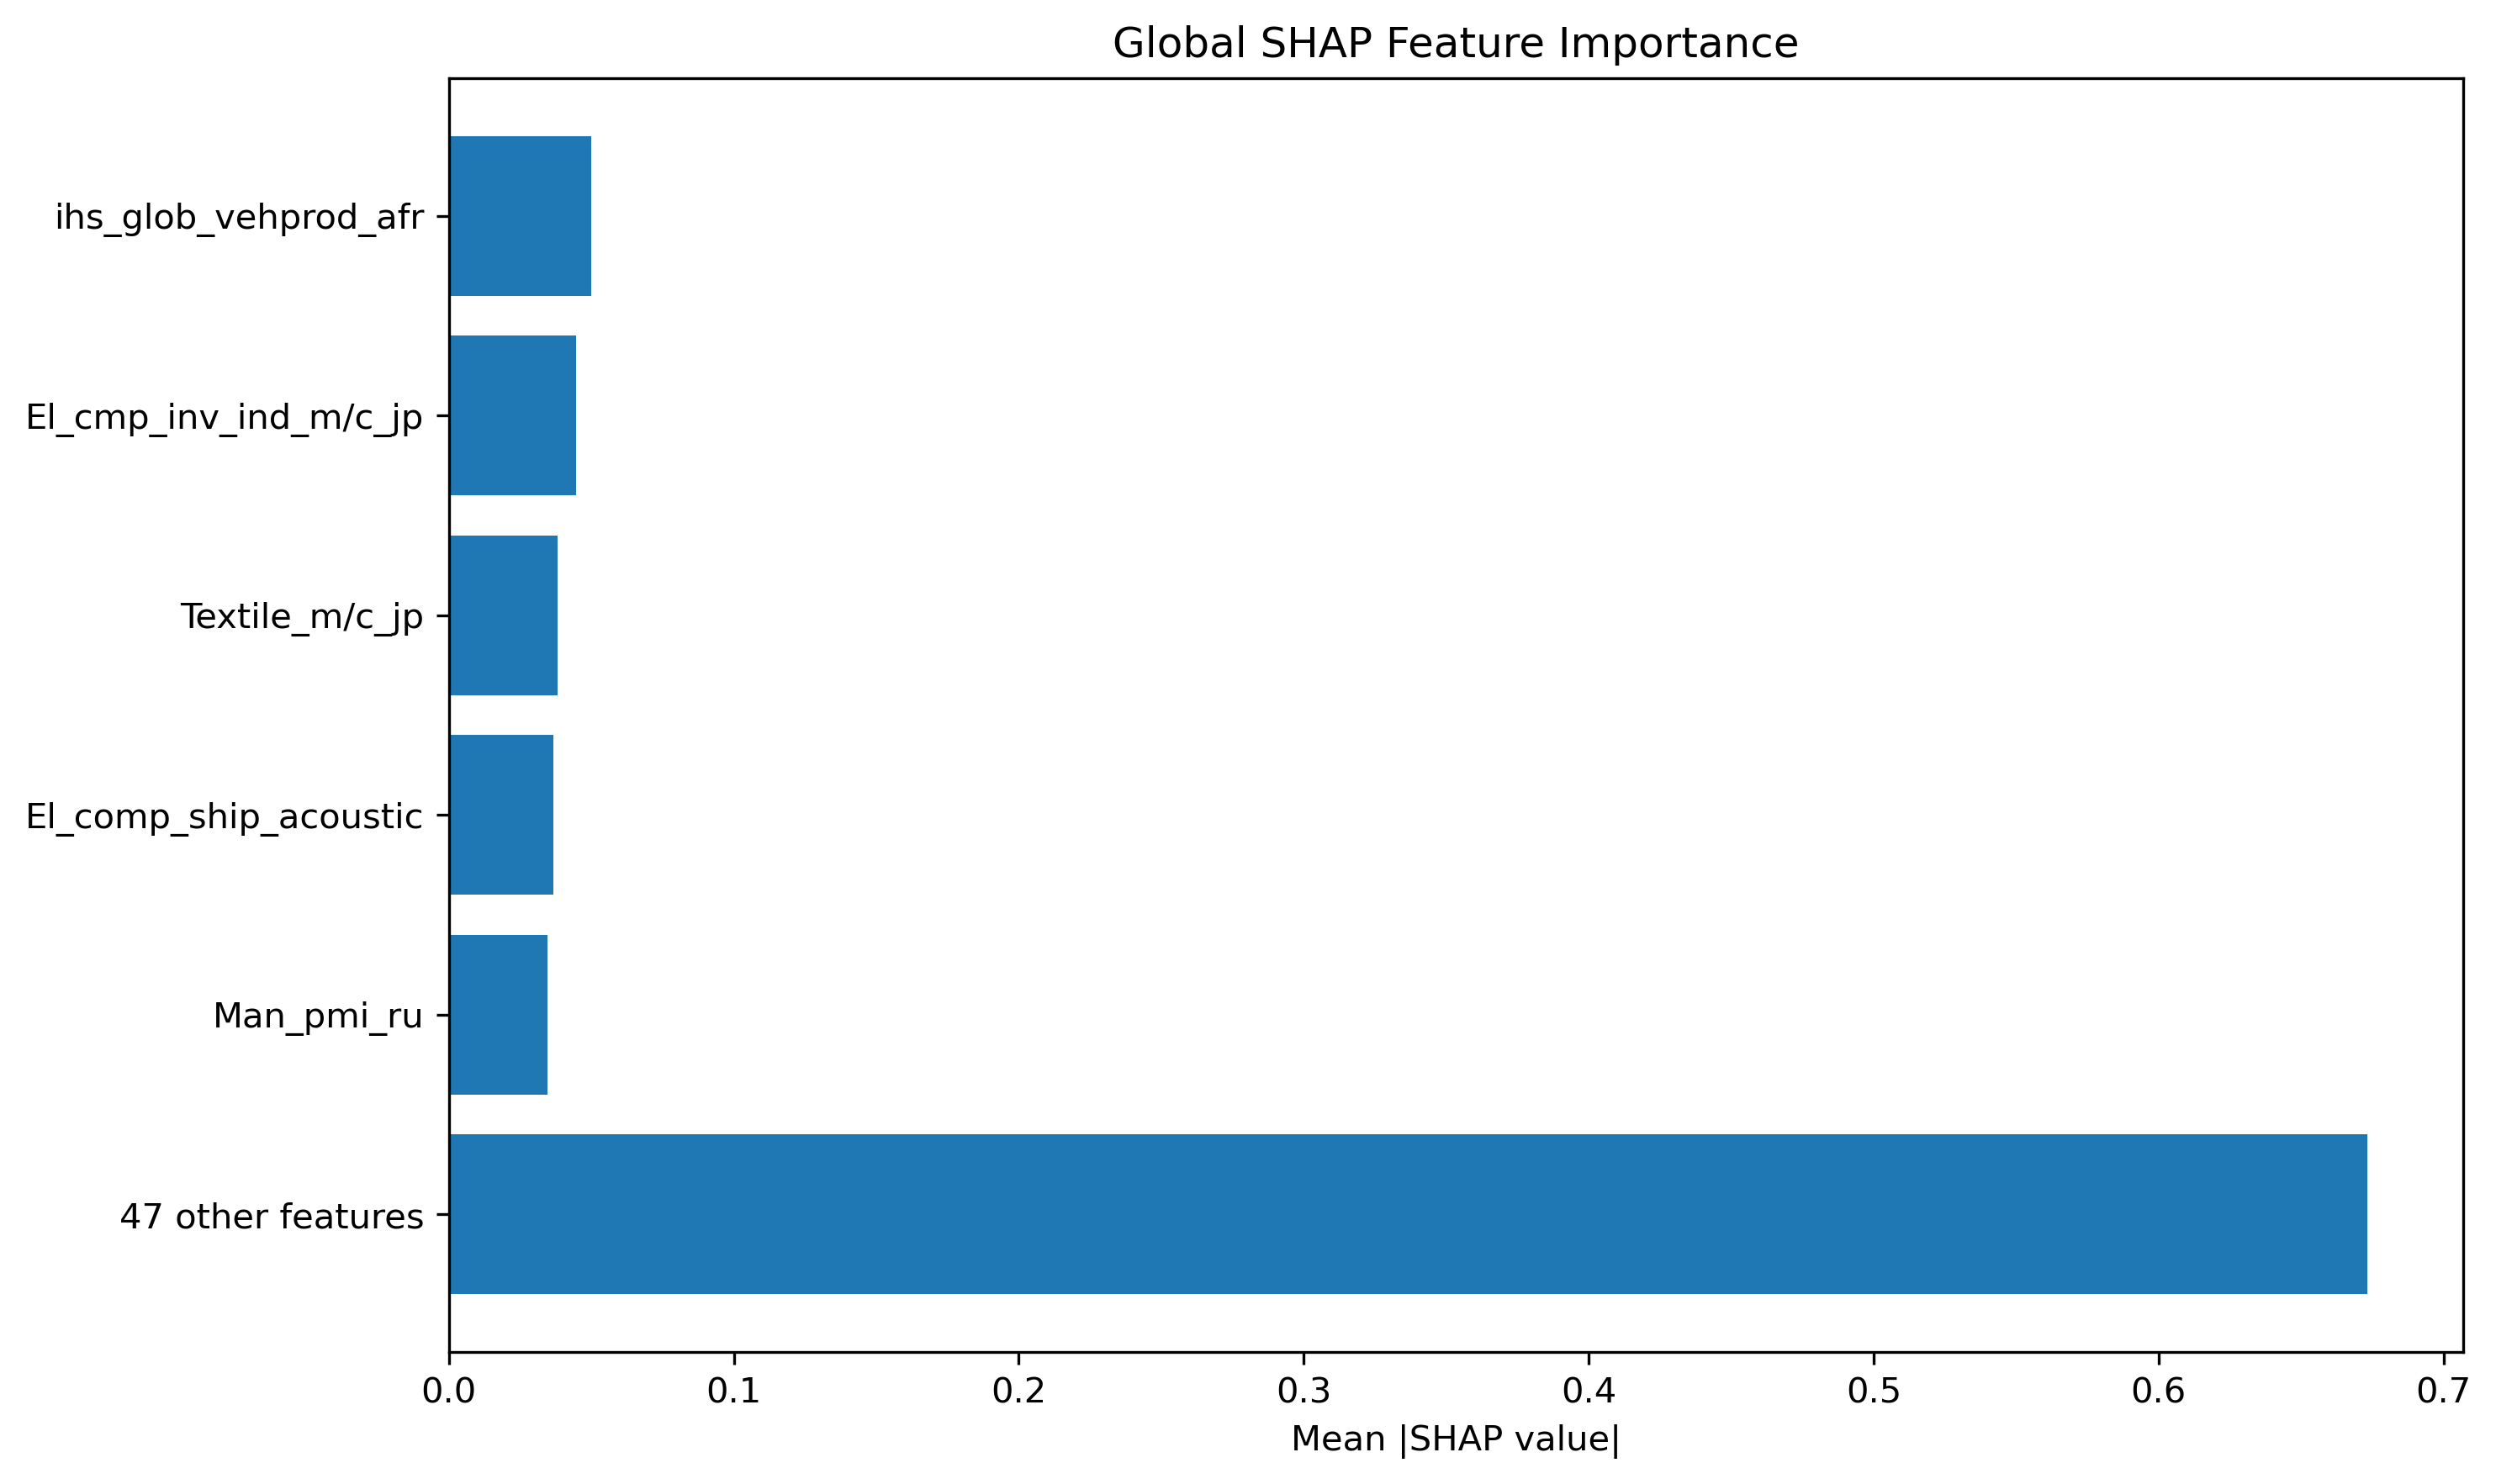 Global SHAP Feature Importance
ihs_glob_vehprod_afr
El_cmp_inv_ind_m/c_jp
Textile_m/c_jp
El_comp_ship_acoustic
Man_pmi_ru
47 other features
0.0 0.1 0.2 0.3 0.4 0.5 0.6 0.7
Mean |SHAP value|